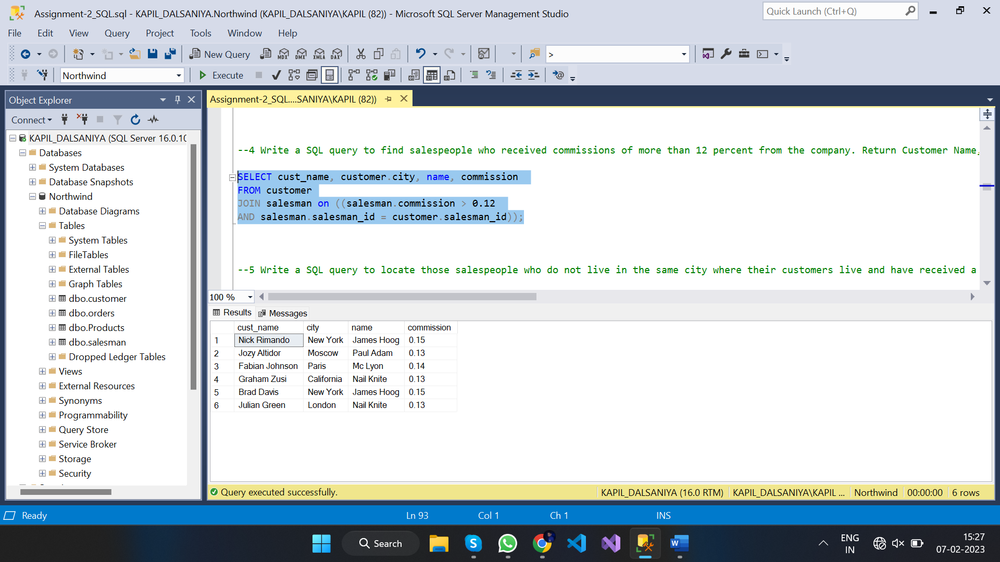 Assignment-2_SQL.sql - KAPIL_DALSANIYA.Northwind (KAPIL_DALSANIYA\KAPIL (82)) - Microsoft SQL Server Management Studio
Quick Launch (Ctrl+Q)
File Edit View Query Project Tools Window Help
New Query MDX DMX XMLA DAX >
Northwind Execute
Object Explorer
Connect
KAPIL_DALSANIYA (SQL Server 16.0.10
Databases
System Databases
Database Snapshots
Northwind
Database Diagrams
Tables
System Tables
FileTables
External Tables
Graph Tables
dbo.customer
dbo.orders
dbo.Products
dbo.salesman
Dropped Ledger Tables
Views
External Resources
Synonyms
Programmability
Query Store
Service Broker
Storage
Security
Assignment-2_SQL....SANIYA\KAPIL (82))
--4 Write a SQL query to find salespeople who received commissions of more than 12 percent from the company. Return Customer Name,
SELECT cust_name, customer.city, name, commission
FROM customer
JOIN salesman on ((salesman.commission > 0.12
AND salesman.salesman_id = customer.salesman_id));
--5 Write a SQL query to locate those salespeople who do not live in the same city where their customers live and have received a
100 %
Results Messages
cust_name city name commission
1 Nick Rimando New York James Hoog 0.15
2 Jozy Altidor Moscow Paul Adam 0.13
3 Fabian Johnson Paris Mc Lyon 0.14
4 Graham Zusi California Nail Knite 0.13
5 Brad Davis New York James Hoog 0.15
6 Julian Green London Nail Knite 0.13
Query executed successfully. KAPIL_DALSANIYA (16.0 RTM) KAPIL_DALSANIYA\KAPIL ... Northwind 00:00:00 6 rows
Ready Ln 93 Col 1 Ch 1 INS
Search
ENG
IN
15:27
07-02-2023